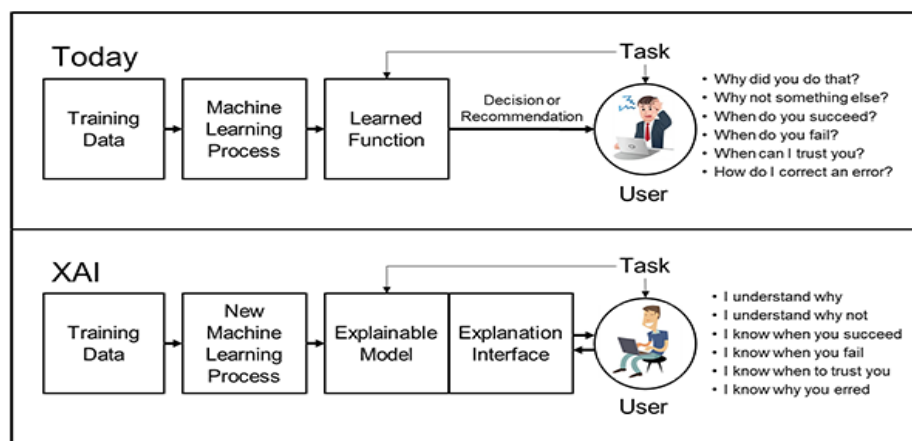 Today
Task
Training
Data
Machine
Learning
Process
Learned
Function
Decision or
Recommendation
User
• Why did you do that?
• Why not something else?
• When do you succeed?
• When do you fail?
• When can I trust you?
• How do I correct an error?
XAI
Task
Training
Data
New
Machine
Learning
Process
Explainable
Model
Explanation
Interface
User
• I understand why
• I understand why not
• I know when you succeed
• I know when you fail
• I know when to trust you
• I know why you erred